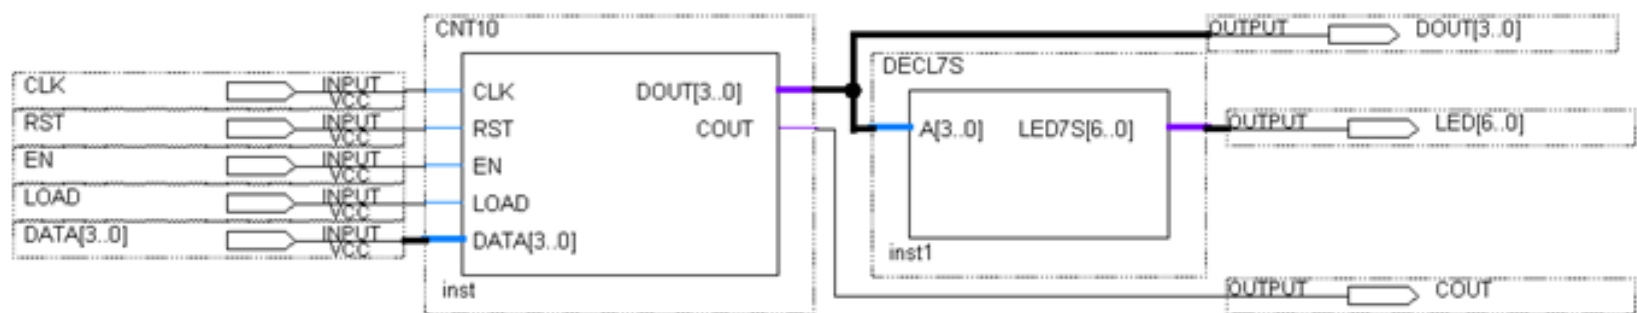 CNT10
OUTPUT DOUT[3..0]
CLK INPUT VCC
CLK DOUT[3..0]
DECL7S
RST INPUT VCC
RST COUT
A[3..0] LED7S[6..0]
OUTPUT LED[6..0]
EN INPUT VCC
EN
LOAD INPUT VCC
LOAD
DATA[3..0] INPUT VCC
DATA[3..0]
inst
inst1
OUTPUT COUT